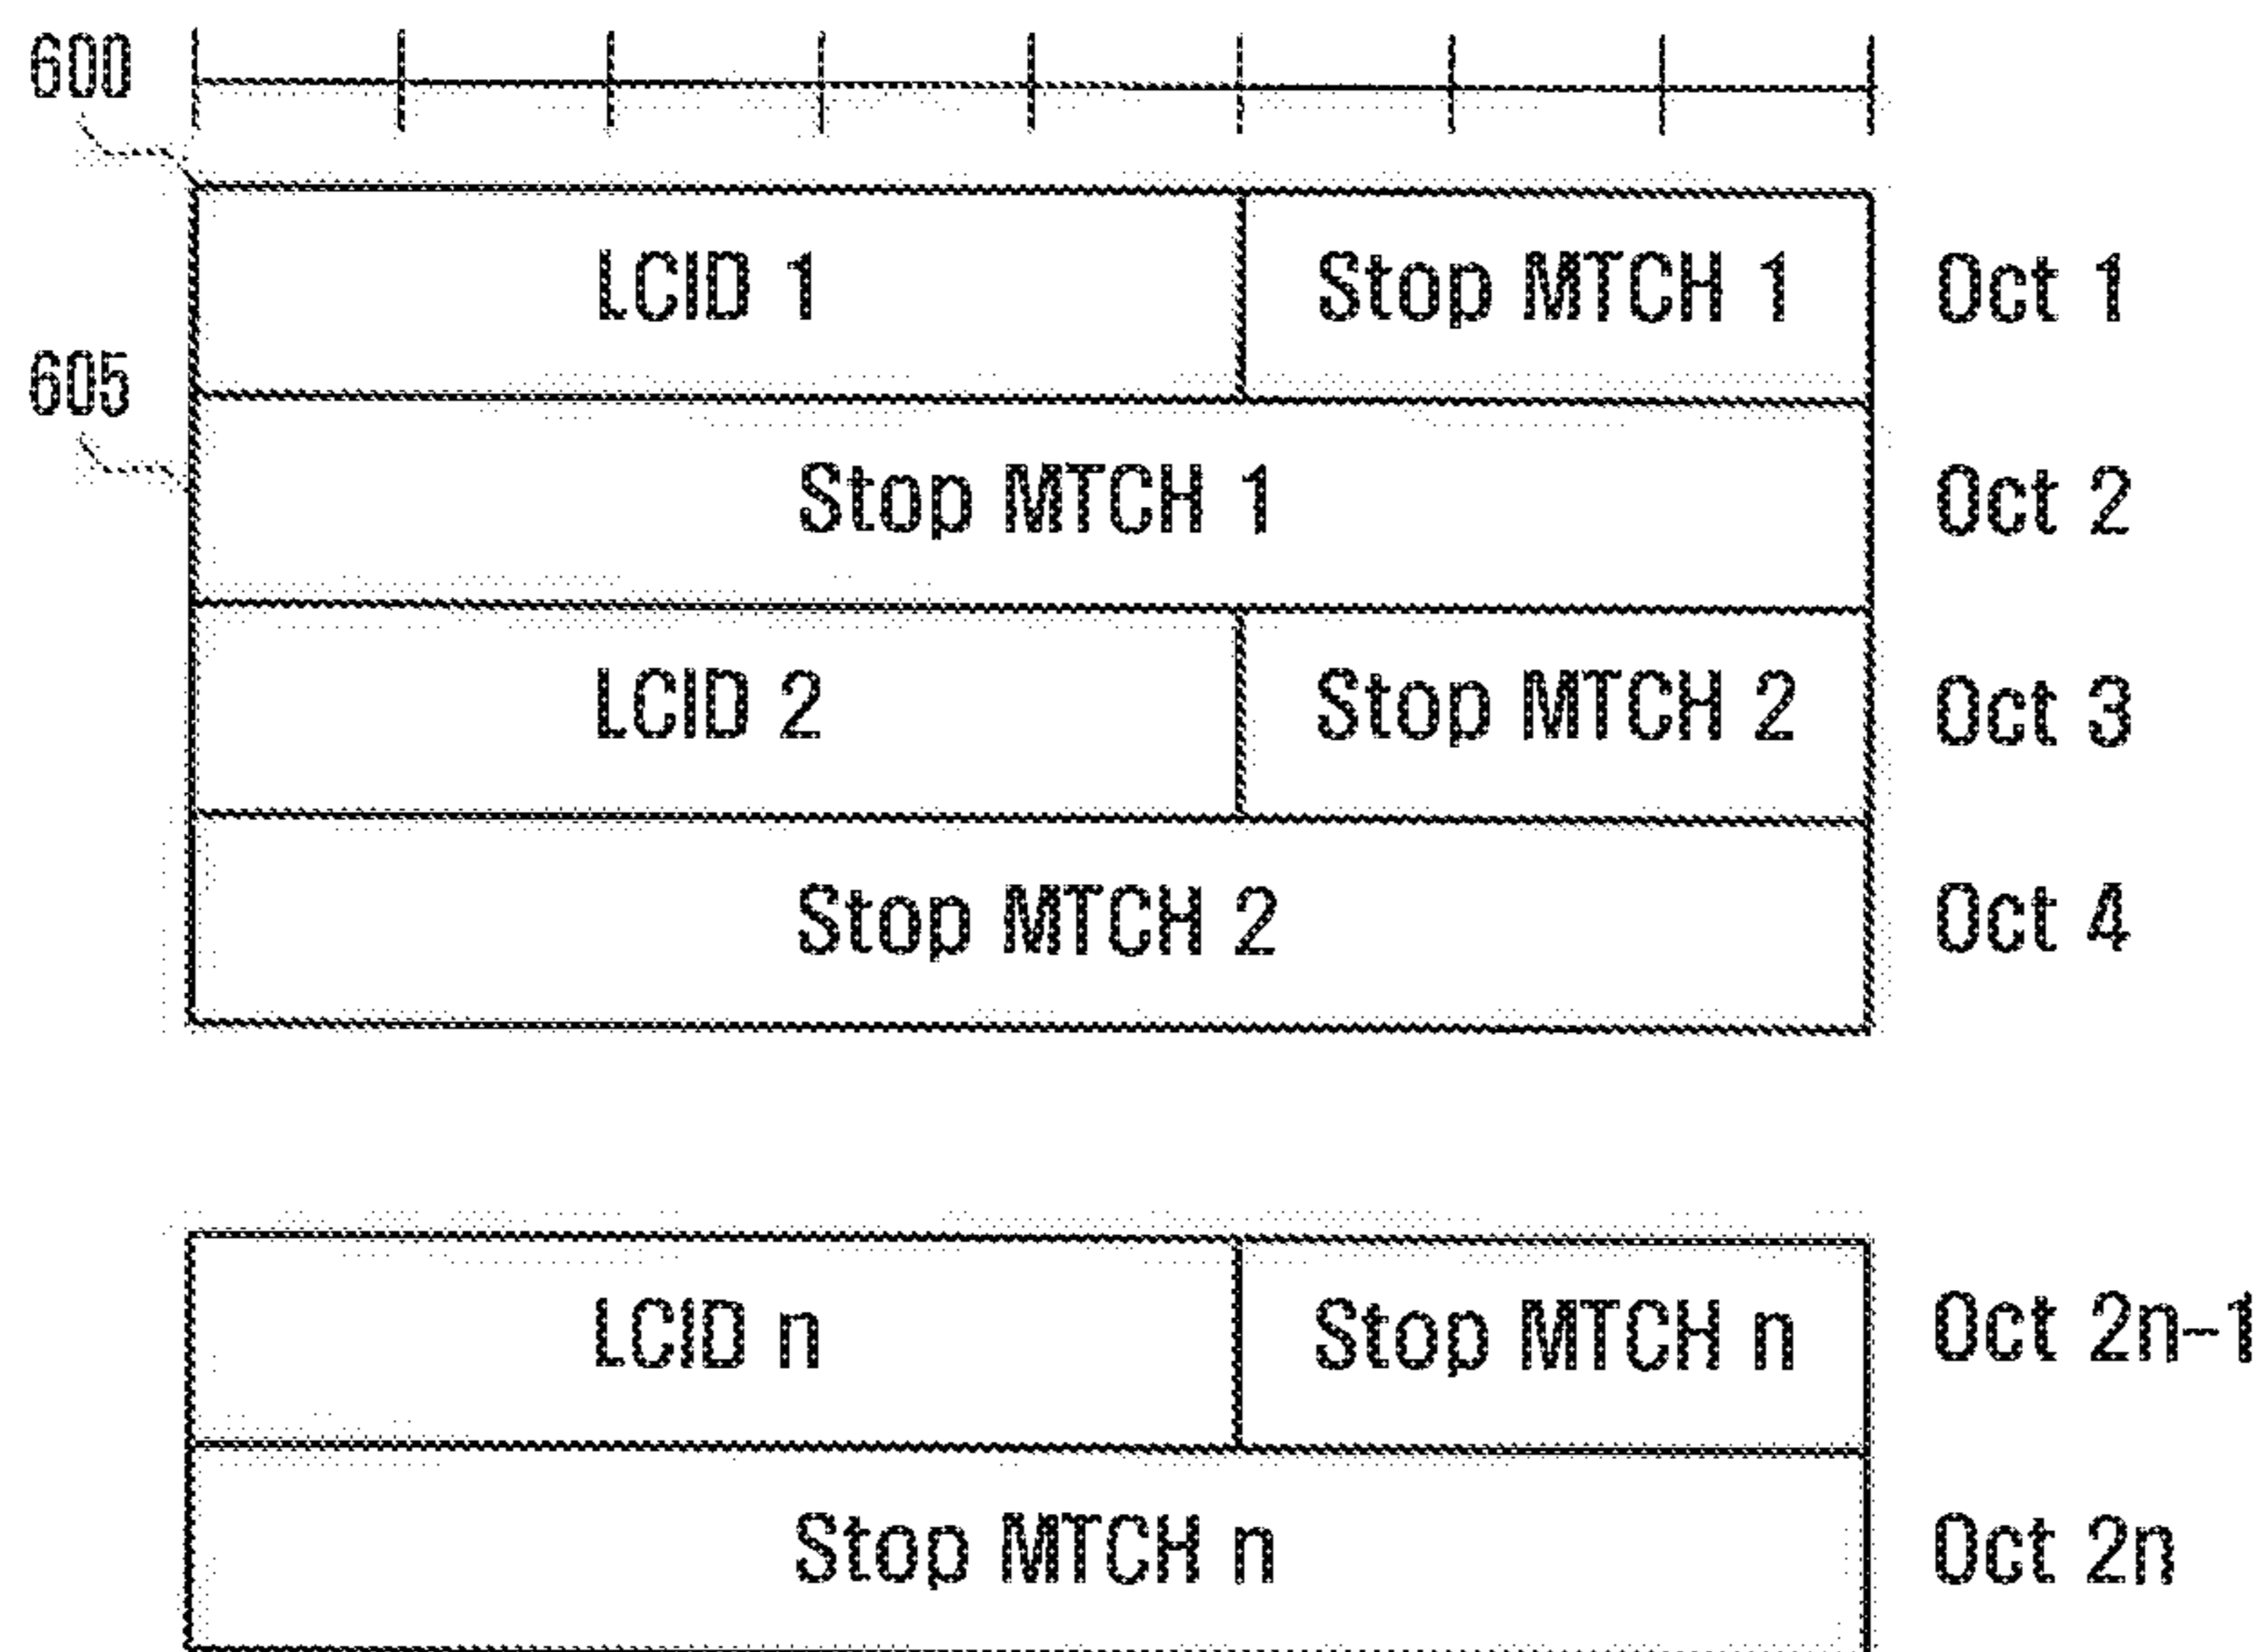 600
LCID 1 Stop MTCH 1 Oct 1
605
Stop MTCH 1 Oct 2
LCID 2 Stop MTCH 2 Oct 3
Stop MTCH 2 Oct 4
LCID n Stop MTCH n Oct 2n-1
Stop MTCH n Oct 2n